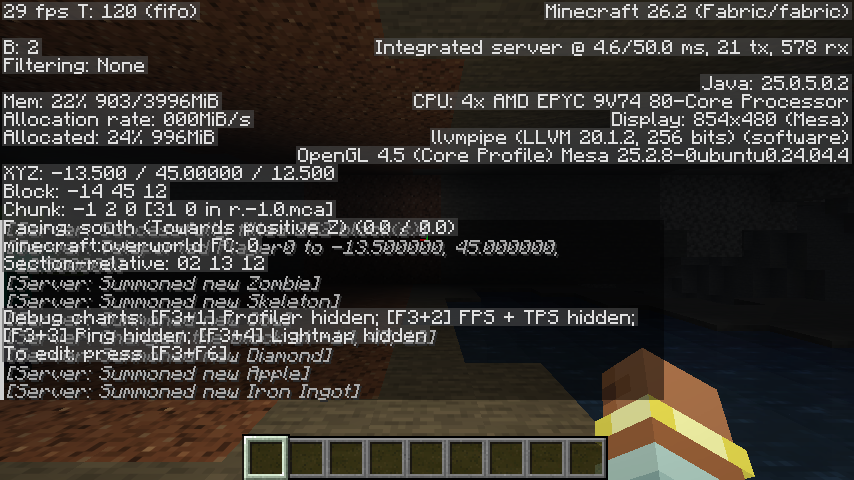 29 fps T: 120 (fifo)
Minecraft 26.2 (Fabric/fabric)
B: 2
Integrated server @ 4.6/50.0 ms, 21 tx, 578 rx
Filtering: None
Java: 25.0.5.0.2
Mem: 22% 903/3996MiB
CPU: 4x AMD EPYC 9V74 80-Core Processor
Allocation rate: 000MiB/s
Display: 854x480 (Mesa)
Allocated: 24% 996MiB
llvmpipe (LLVM 20.1.2, 256 bits) (software)
OpenGL 4.5 (Core Profile) Mesa 25.2.8-0ubuntu0.24.04.4
XYZ: -13.500 / 45.00000 / 12.500
Block: -14 45 12
Chunk: -1 2 0 [31 0 in r.-1.0.mca]
Facing: south (Towards positive Z) (0.0 / 0.0)
minecraft:overworld FC: 0
to -13.500000, 45.000000,
Section-relative: 02 13 12
[Server: Summoned new Zombie]
[Server: Summoned new Skeleton]
Debug charts: [F3+1] Profiler hidden; [F3+2] FPS + TPS hidden;
[F3+3] Ping hidden; [F3+4] Lightmap hidden
To edit: press [F3+F6]
Diamond]
[Server: Summoned new Apple]
[Server: Summoned new Iron Ingot]